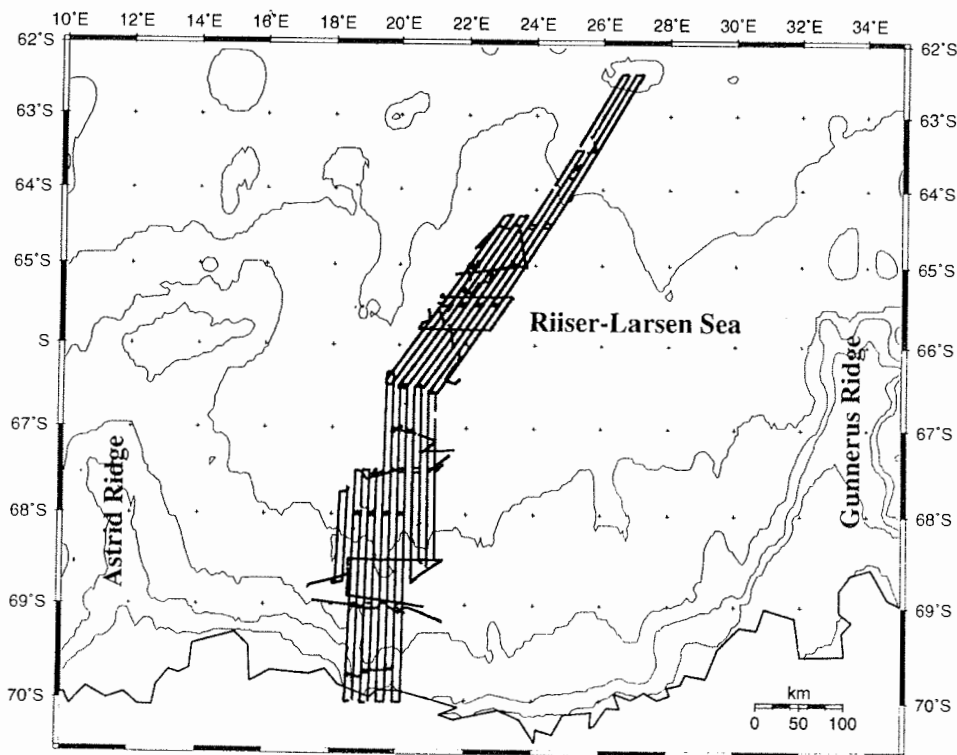 10°E 12°E 14°E 16°E 18°E 20°E 22°E 24°E 26°E 28°E 30°E 32°E 34°E
62°S 62°S
63°S 63°S
64°S 64°S
65°S 65°S
Riiser-Larsen Sea
S 66°S
67°S 67°S
Astrid Ridge
Gunnerus Ridge
68°S 68°S
69°S 69°S
70°S 70°S
km
0 50 100